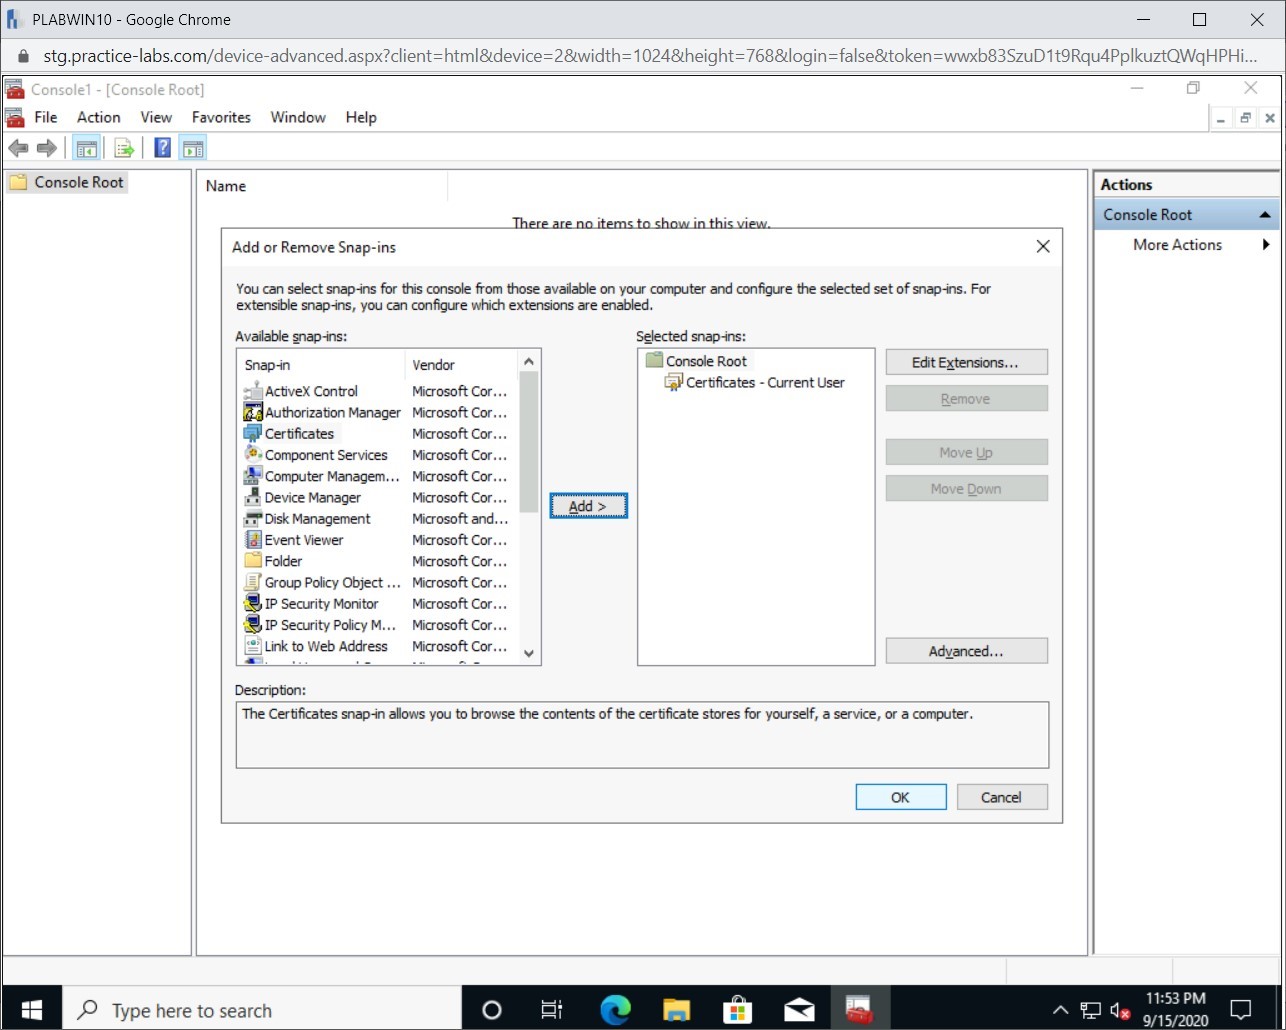 PLABWIN10 - Google Chrome
stg.practice-labs.com/device-advanced.aspx?client=html&device=2&width=1024&height=768&login=false&token=wwxb83SzuD1t9Rqu4PplkuztQWqHPHi...
Console1 - [Console Root]
File Action View Favorites Window Help
Console Root
Name
There are no items to show in this view.
Actions
Console Root
More Actions
Add or Remove Snap-ins
You can select snap-ins for this console from those available on your computer and configure the selected set of snap-ins. For
extensible snap-ins, you can configure which extensions are enabled.
Available snap-ins:
Snap-in Vendor
ActiveX Control Microsoft Cor...
Authorization Manager Microsoft Cor...
Certificates Microsoft Cor...
Component Services Microsoft Cor...
Computer Managem... Microsoft Cor...
Device Manager Microsoft Cor...
Disk Management Microsoft and...
Event Viewer Microsoft Cor...
Folder Microsoft Cor...
Group Policy Object ... Microsoft Cor...
IP Security Monitor Microsoft Cor...
IP Security Policy M... Microsoft Cor...
Link to Web Address Microsoft Cor...
Add >
Selected snap-ins:
Console Root
Certificates - Current User
Edit Extensions...
Remove
Move Up
Move Down
Advanced...
Description:
The Certificates snap-in allows you to browse the contents of the certificate stores for yourself, a service, or a computer.
OK Cancel
Type here to search
11:53 PM
9/15/2020